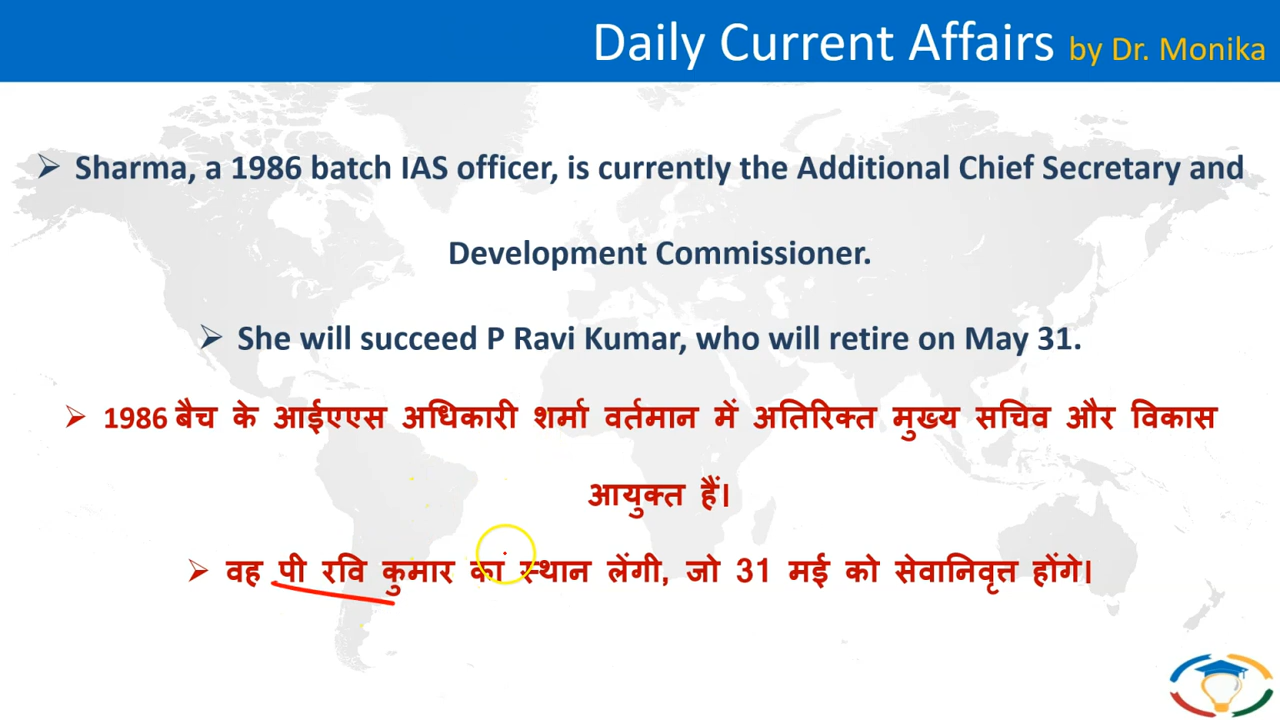 Daily Current Affairs by Dr. Monika
➢ Sharma, a 1986 batch IAS officer, is currently the Additional Chief Secretary and
Development Commissioner.
➢ She will succeed P Ravi Kumar, who will retire on May 31.
➢ 1986 बैच के आईएएस अधिकारी शर्मा वर्तमान में अतिरिक्त मुख्य सचिव और विकास
आयुक्त हैं।
➢ वह पी रवि कुमार का स्थान लेंगी, जो 31 मई को सेवानिवृत्त होंगे।